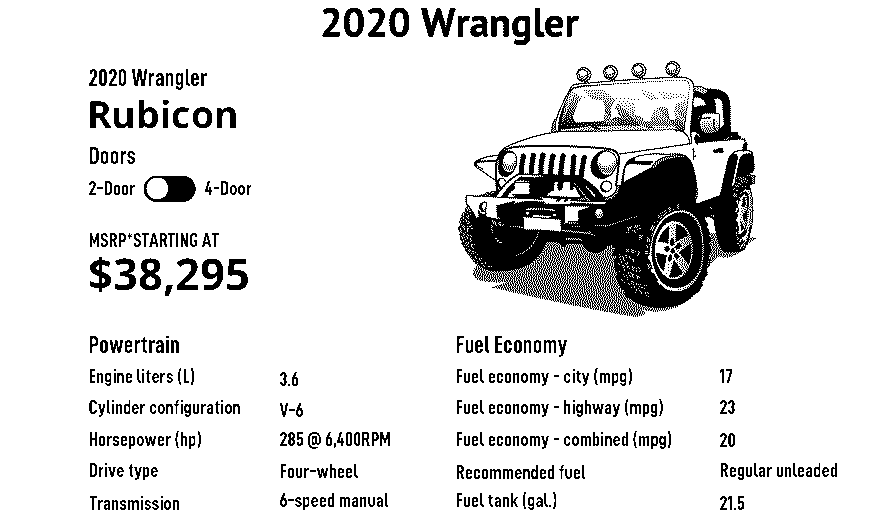 2020 Wrangler
2020 Wrangler
Rubicon
Doors
2-Door 4-Door
MSRP*STARTING AT
$38,295
Powertrain
Engine liters (L) 3.6
Cylinder configuration V-6
Horsepower (hp) 285 @ 6,400RPM
Drive type Four-wheel
Transmission 6-speed manual
Fuel Economy
Fuel economy - city (mpg) 17
Fuel economy - highway (mpg) 23
Fuel economy - combined (mpg) 20
Recommended fuel Regular unleaded
Fuel tank (gal.) 21.5